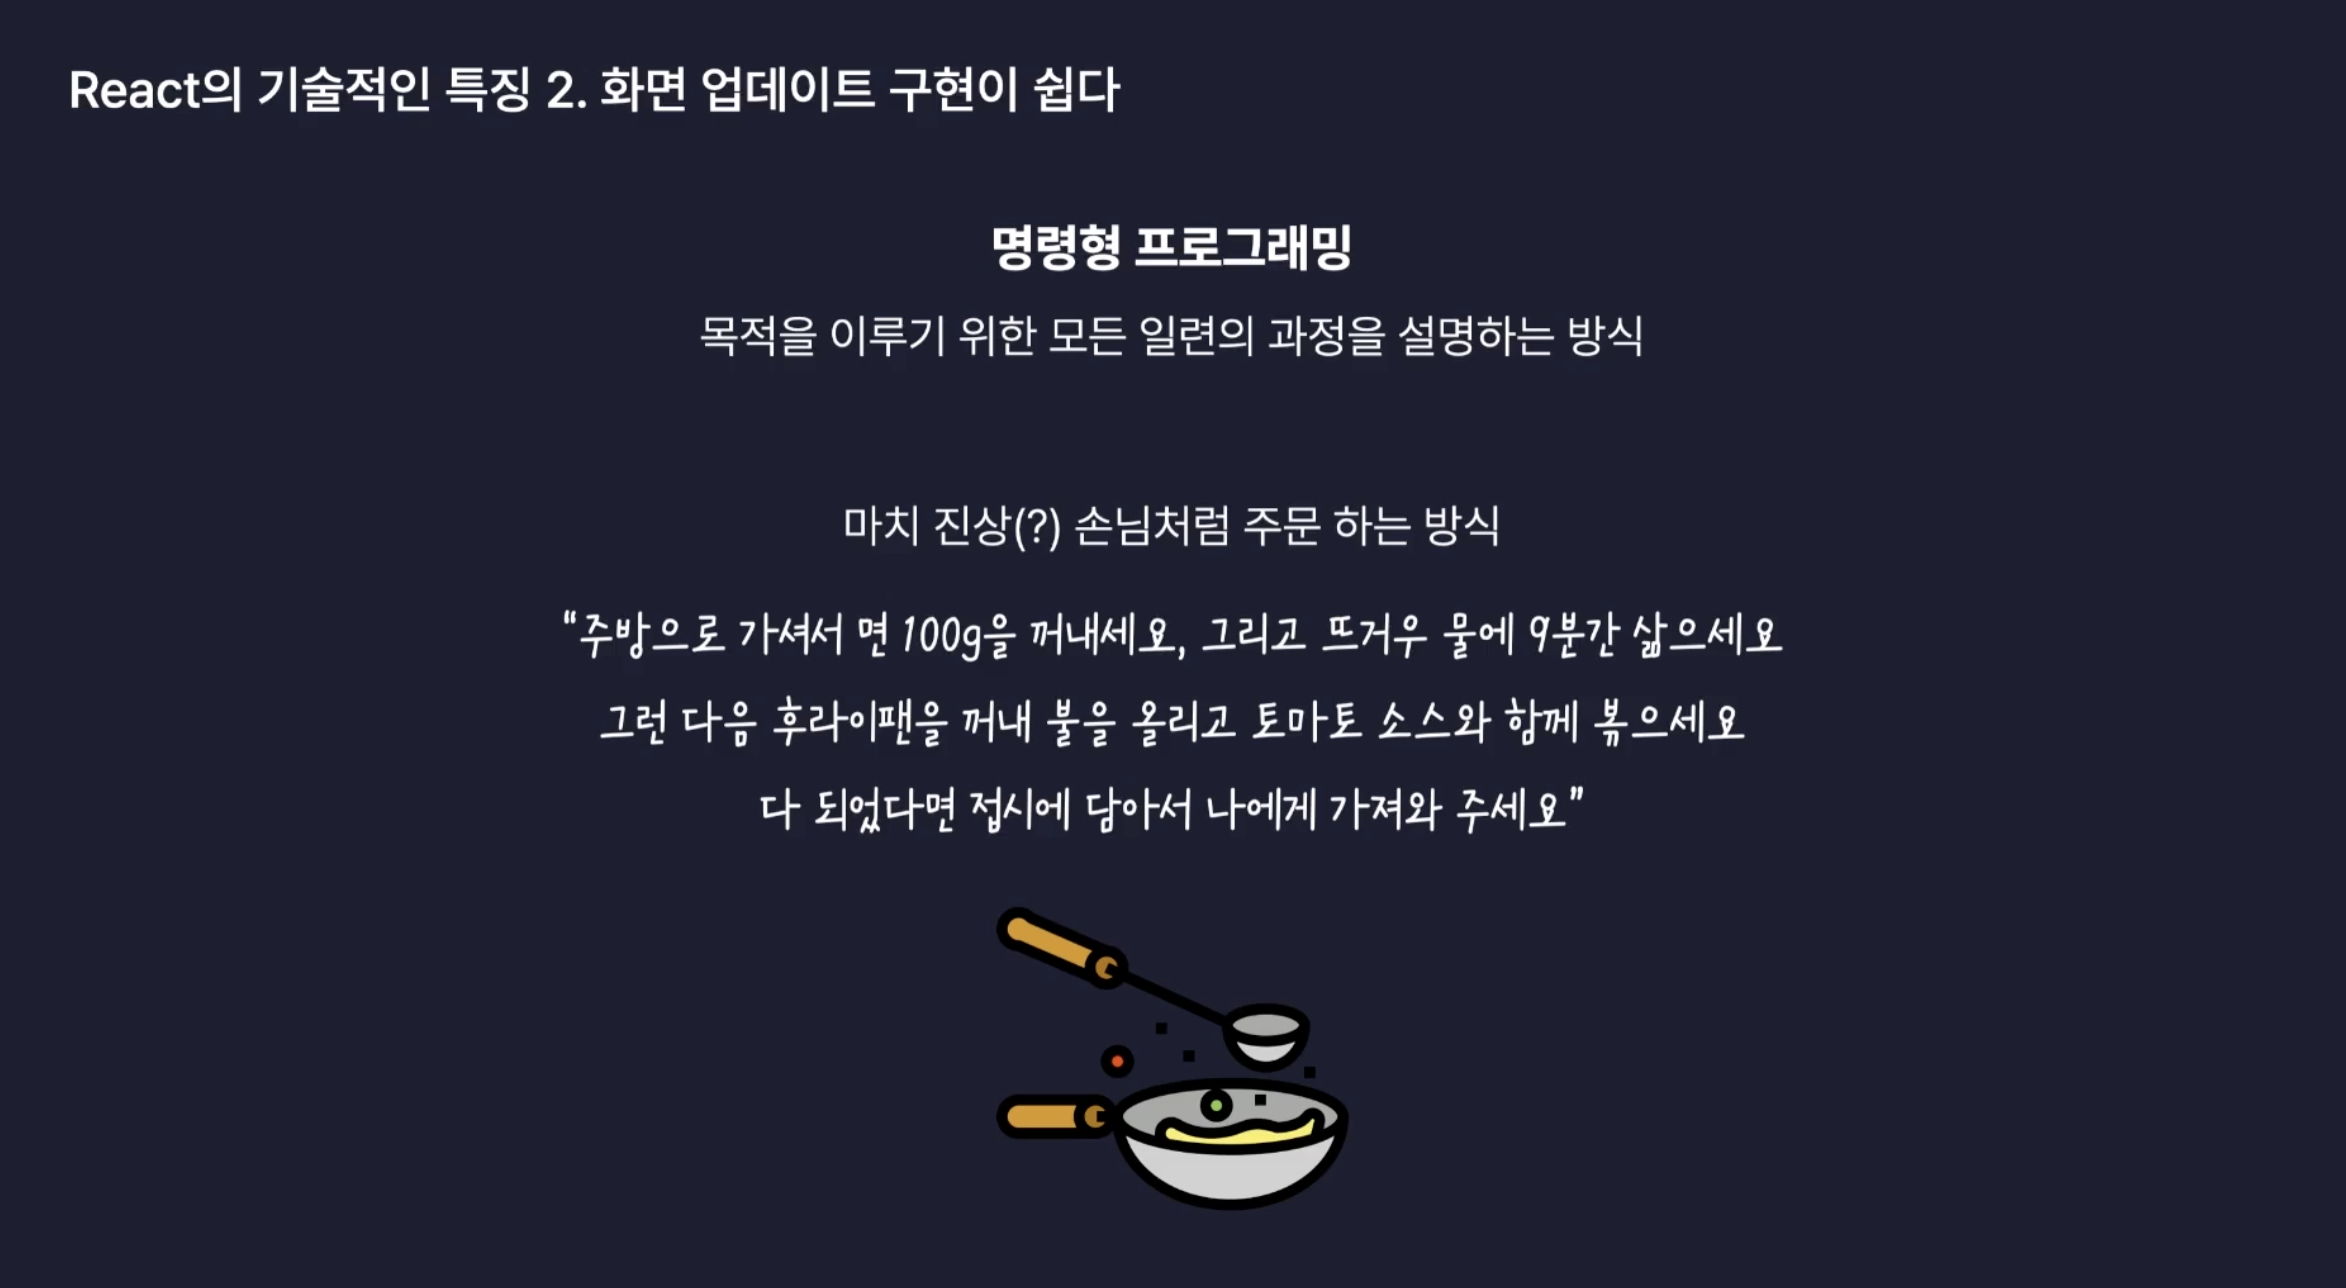 React의 기술적인 특징 2. 화면 업데이트 구현이 쉽다
명령형 프로그래밍
목적을 이루기 위한 모든 일련의 과정을 설명하는 방식
마치 진상(?) 손님처럼 주문 하는 방식
“주방으로 가셔서 면 100g을 꺼내세요, 그리고 뜨거우 물에 9분간 삶으세요
그런 다음 후라이팬을 꺼내 불을 올리고 토마토 소스와 함께 볶으세요
다 되었다면 접시에 담아서 나에게 가져와 주세요”